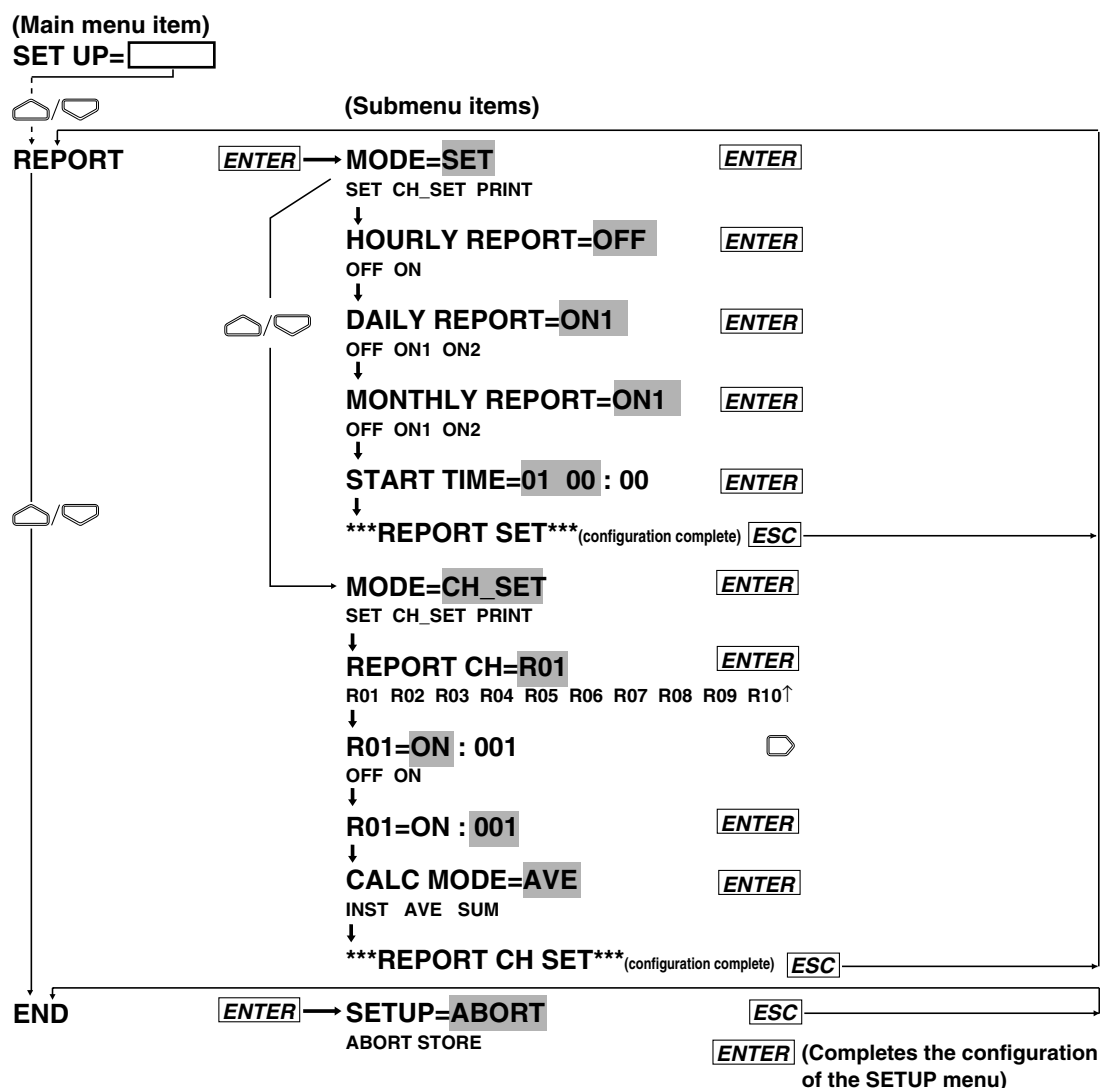 (Main menu item)
SET UP=
(Submenu items)
REPORT ENTER MODE=SET ENTER
SET CH_SET PRINT
HOURLY REPORT=OFF ENTER
OFF ON
/ DAILY REPORT=ON1 ENTER
OFF ON1 ON2
MONTHLY REPORT=ON1 ENTER
OFF ON1 ON2
START TIME=01 00 : 00 ENTER
***REPORT SET***(configuration complete) ESC
MODE=CH_SET ENTER
SET CH_SET PRINT
REPORT CH=R01 ENTER
R01 R02 R03 R04 R05 R06 R07 R08 R09 R10↑
R01=ON : 001
OFF ON
R01=ON : 001 ENTER
CALC MODE=AVE ENTER
INST AVE SUM
***REPORT CH SET***(configuration complete) ESC
END ENTER SETUP=ABORT ESC
ABORT STORE
ENTER (Completes the configuration
of the SETUP menu)